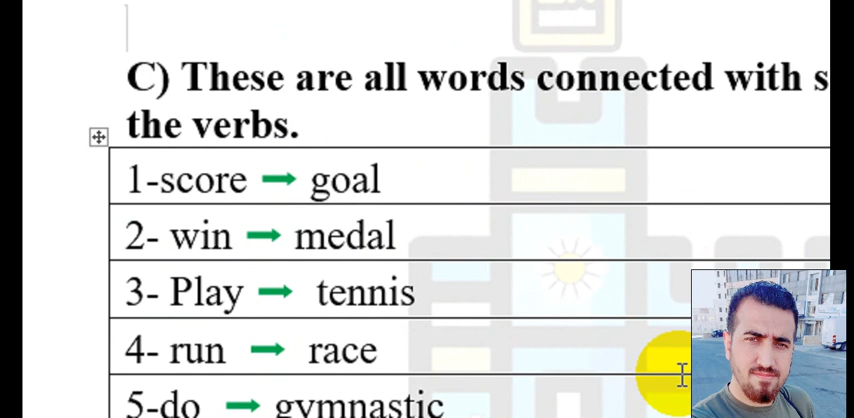 C) These are all words connected with s
the verbs.
1-score → goal
2- win → medal
3- Play → tennis
4- run → race
5-do → gymnastic